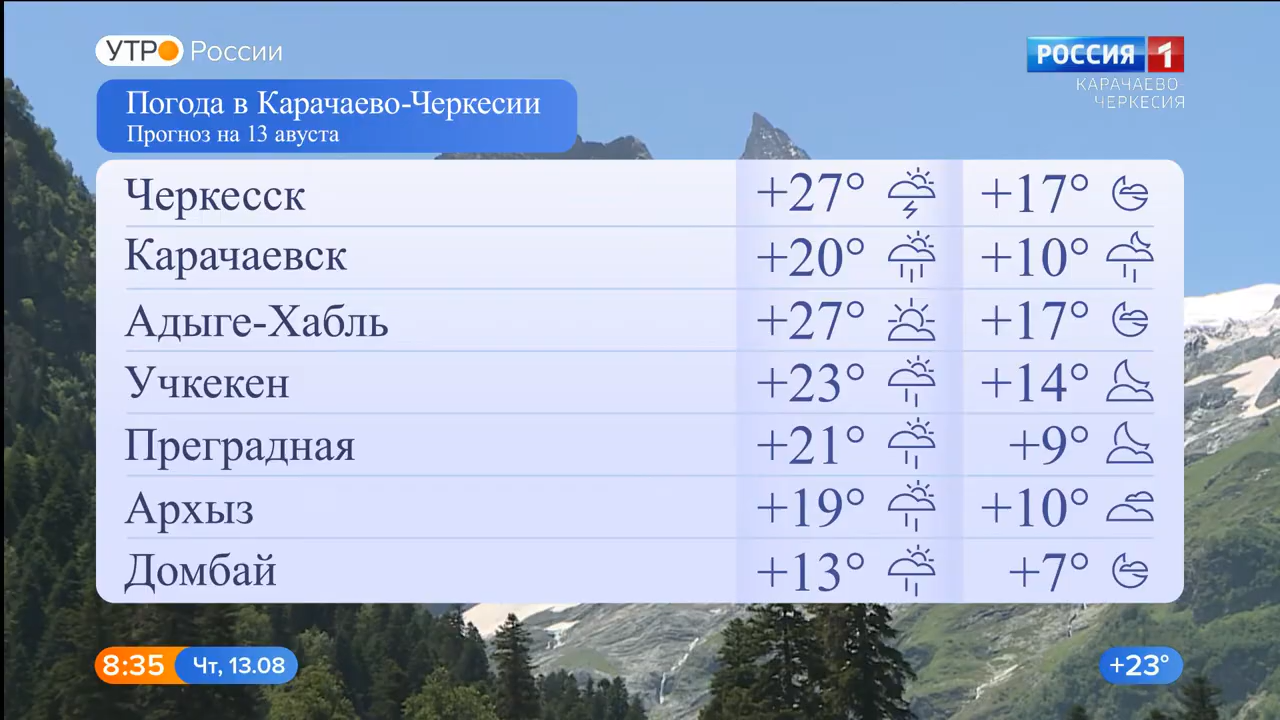 УТРО России
РОССИЯ 1
КАРАЧАЕВО
ЧЕРКЕСИЯ
Погода в Карачаево-Черкесии
Прогноз на 13 авуста
Черкесск +27° +17°
Карачаевск +20° +10°
Адыге-Хабль +27° +17°
Учкекен +23° +14°
Преградная +21° +9°
Архыз +19° +10°
Домбай +13° +7°
8:35 Чт, 13.08 +23°